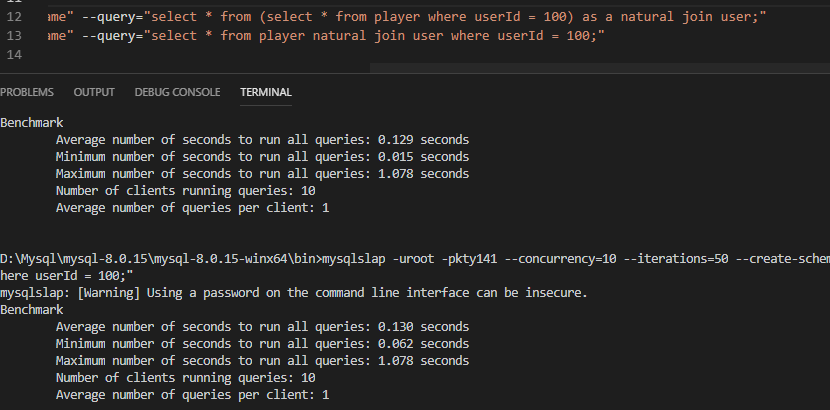 11
12 ame" --query="select * from (select * from player where userId = 100) as a natural join user;"
13 ame" --query="select * from player natural join user where userId = 100;"
14
PROBLEMS OUTPUT DEBUG CONSOLE TERMINAL
Benchmark
Average number of seconds to run all queries: 0.129 seconds
Minimum number of seconds to run all queries: 0.015 seconds
Maximum number of seconds to run all queries: 1.078 seconds
Number of clients running queries: 10
Average number of queries per client: 1
D:\Mysql\mysql-8.0.15\mysql-8.0.15-winx64\bin>mysqlslap -uroot -pkty141 --concurrency=10 --iterations=50 --create-schem
here userId = 100;"
mysqlslap: [Warning] Using a password on the command line interface can be insecure.
Benchmark
Average number of seconds to run all queries: 0.130 seconds
Minimum number of seconds to run all queries: 0.062 seconds
Maximum number of seconds to run all queries: 1.078 seconds
Number of clients running queries: 10
Average number of queries per client: 1